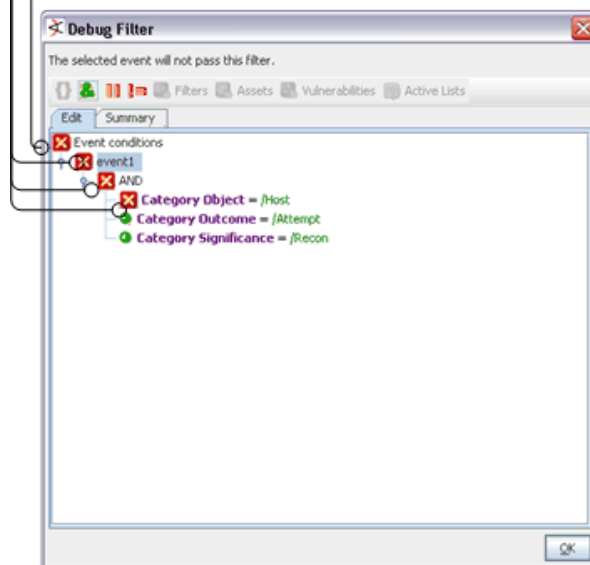 Debug Filter
The selected event will not pass this filter.
Filters Assets Vulnerabilities Active Lists
Edit Summary
Event conditions
event1
AND
Category Object = /Host
Category Outcome = /Attempt
Category Significance = /Recon
OK